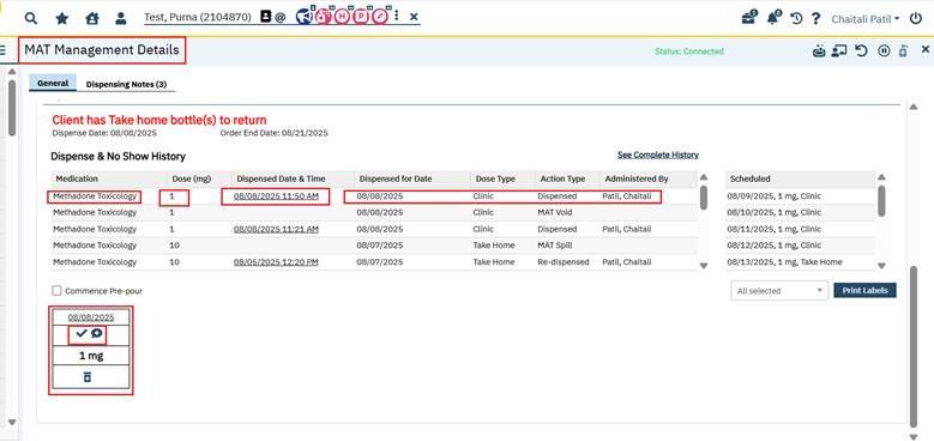 Test, Purna (2104870)
Chaitali Patil
MAT Management Details
Status: Connected
General
Dispensing Notes (3)
Client has Take home bottle(s) to return
Dispense Date: 08/08/2025 Order End Date: 08/21/2025
Dispense & No Show History
See Complete History
Medication Dose (mg) Dispensed Date & Time Dispensed for Date Dose Type Action Type Administered By
Methadone Toxicology 1 08/08/2025 11:50 AM 08/08/2025 Clinic Dispensed Patil, Chaitali
Methadone Toxicology 1 08/08/2025 Clinic MAT Void
Methadone Toxicology 1 08/08/2025 11:21 AM 08/08/2025 Clinic Dispensed Patil, Chaitali
Methadone Toxicology 10 08/07/2025 Take Home MAT Spill
Methadone Toxicology 10 08/05/2025 12:20 PM 08/07/2025 Take Home Re-dispensed Patil, Chaitali
Scheduled
08/09/2025, 1 mg, Clinic
08/10/2025, 1 mg, Clinic
08/11/2025, 1 mg, Clinic
08/12/2025, 1 mg, Clinic
08/13/2025, 1 mg, Take Home
Commence Pre-pour
All selected
Print Labels
08/08/2025
1 mg